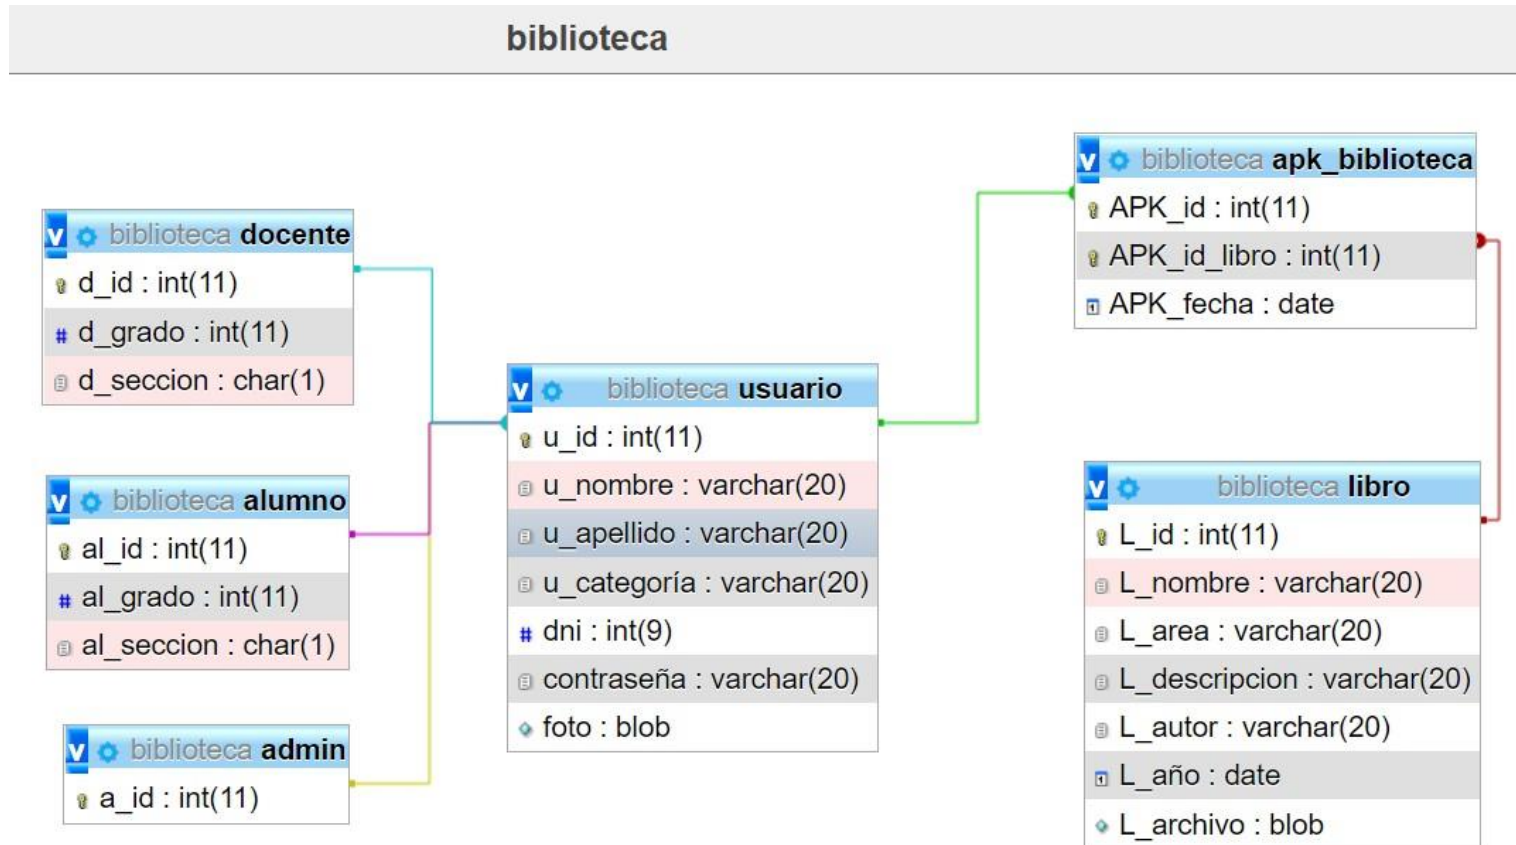 biblioteca
biblioteca docente
d_id : int(11)
d_grado : int(11)
d_seccion : char(1)
biblioteca alumno
al_id : int(11)
al_grado : int(11)
al_seccion : char(1)
biblioteca admin
a_id : int(11)
biblioteca usuario
u_id : int(11)
u_nombre : varchar(20)
u_apellido : varchar(20)
u_categoría : varchar(20)
dni : int(9)
contraseña : varchar(20)
foto : blob
biblioteca apk_biblioteca
APK_id : int(11)
APK_id_libro : int(11)
APK_fecha : date
biblioteca libro
L_id : int(11)
L_nombre : varchar(20)
L_area : varchar(20)
L_descripcion : varchar(20)
L_autor : varchar(20)
L_año : date
L_archivo : blob